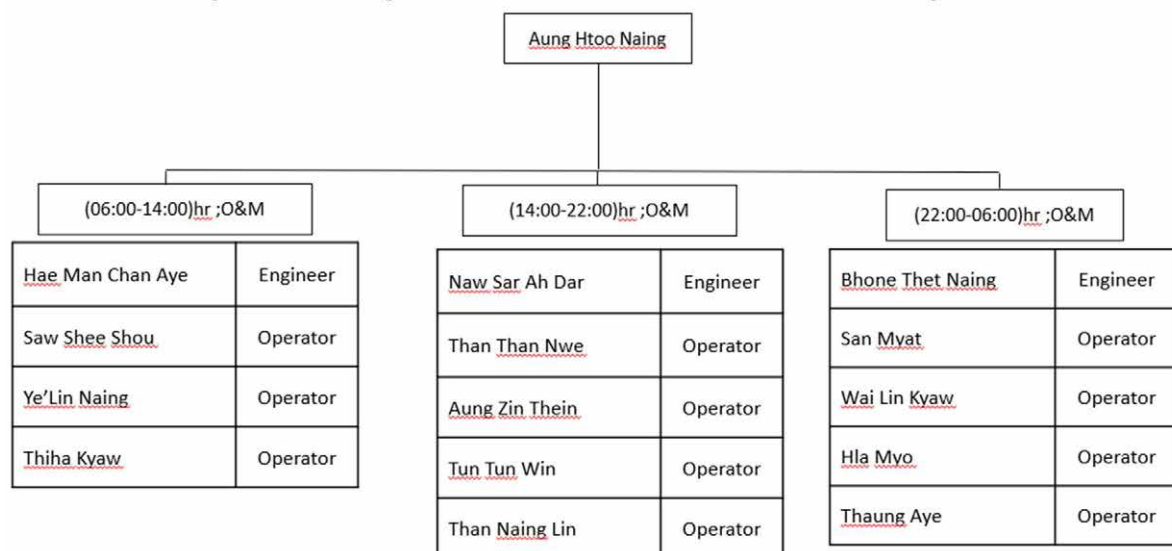 Aung Htoo Naing
(06:00-14:00)hr ;O&M
Hae Man Chan Aye Engineer
Saw Shee Shou Operator
Ye'Lin Naing Operator
Thiha Kyaw Operator
(14:00-22:00)hr ;O&M
Naw Sar Ah Dar Engineer
Than Than Nwe Operator
Aung Zin Thein Operator
Tun Tun Win Operator
Than Naing Lin Operator
(22:00-06:00)hr ;O&M
Bhone Thet Naing Engineer
San Myat Operator
Wai Lin Kyaw Operator
Hla Myo Operator
Thaung Aye Operator